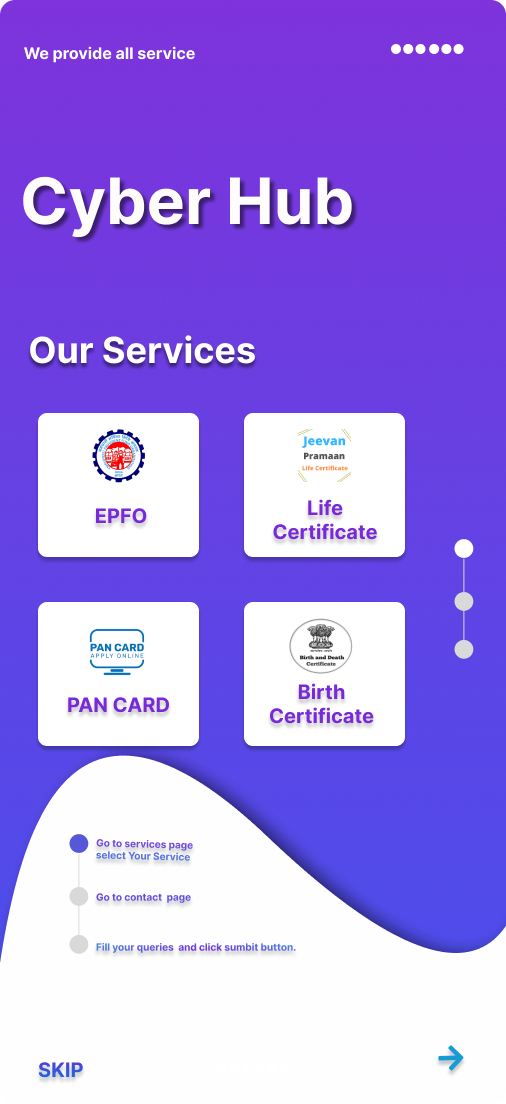 We provide all service
Cyber Hub
Our Services
EPFO
Jeevan
Pramaan
Life Certificate
Life
Certificate
PAN CARD
APPLY ONLINE
PAN CARD
Birth and Death
Certificate
Birth
Certificate
Go to services page
select Your Service
Go to contact  page
Fill your queries  and click sumbit button.
SKIP